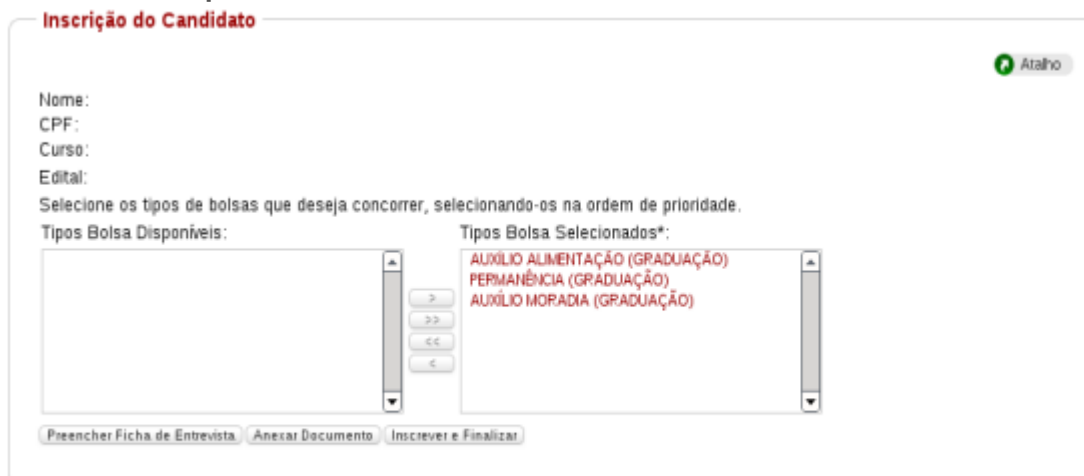 Inscrição do Candidato
Atalho
Nome:
CPF:
Curso:
Edital:
Selecione os tipos de bolsas que deseja concorrer, selecionando-os na ordem de prioridade.
Tipos Bolsa Disponíveis: Tipos Bolsa Selecionados*:
AUXÍLIO ALIMENTAÇÃO (GRADUAÇÃO)
PERMANÊNCIA (GRADUAÇÃO)
AUXÍLIO MORADIA (GRADUAÇÃO)
>
>>
<<
<
Preencher Ficha de Entrevista Anexar Documento Inscrever e Finalizar